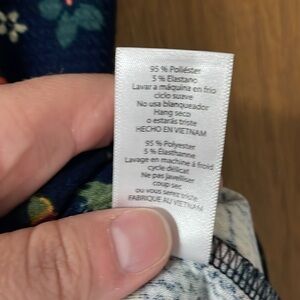 95 % Poliéster
5 % Elastano
Lavar a máquina en frío
ciclo suave
No usa blanqueador
Hang seco
o estarás triste
HECHO EN VIETNAM
95 % Polyester
5 % Élasthanne
Lavage en machine à froid
cycle délicat
Ne pas Javelliser
coup sec
ou vous serez triste
FABRIQUE AU VIETNAM